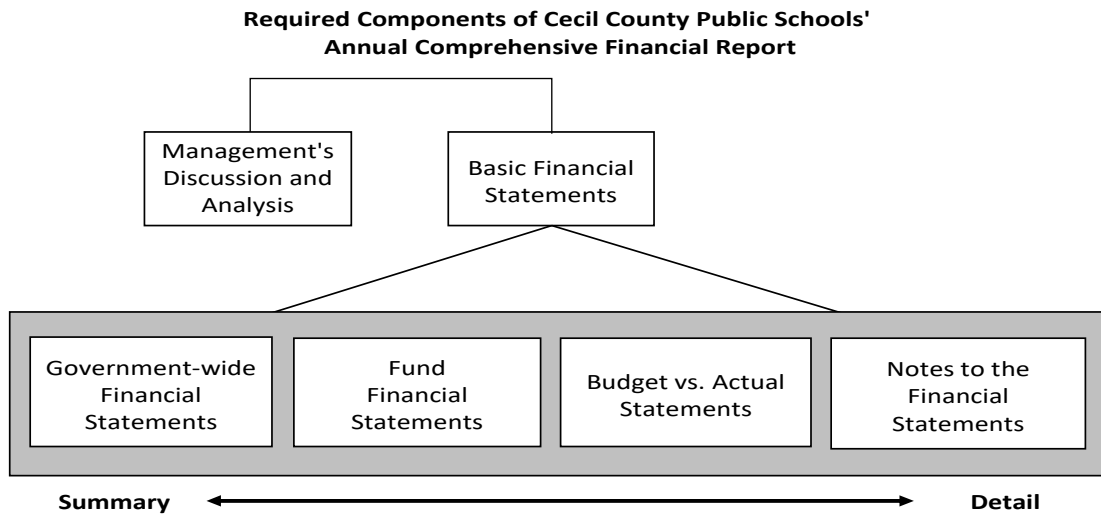 Required Components of Cecil County Public Schools'
Annual Comprehensive Financial Report
Management's
Discussion and
Analysis
Basic Financial
Statements
Government-wide
Financial
Statements
Fund
Financial
Statements
Budget vs. Actual
Statements
Notes to the
Financial
Statements
Summary
Detail